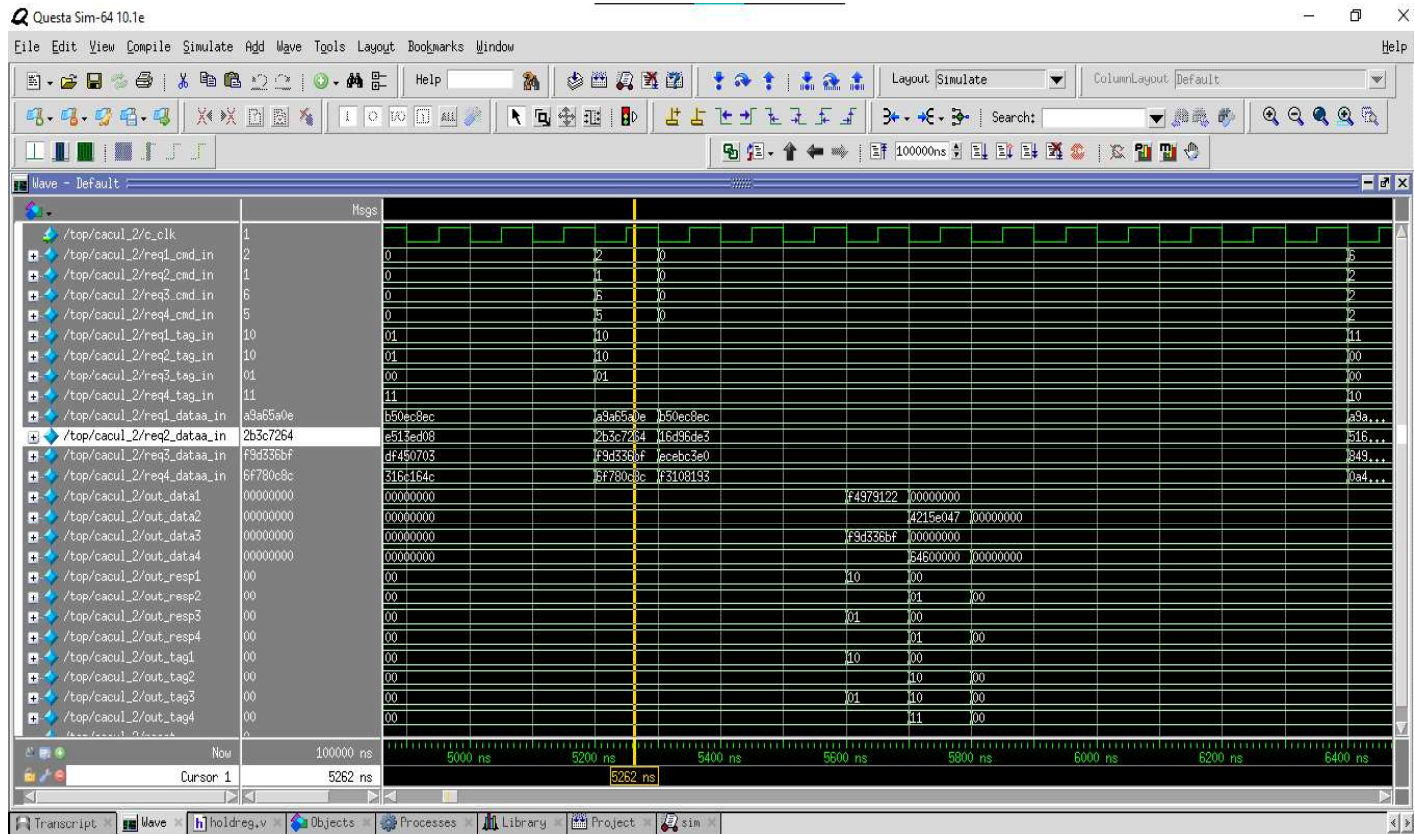 Questa Sim-64 10.1e
File Edit View Compile Simulate Add Wave Tools Layout Bookmarks Window Help
Help Layout Simulate ColumnLayout Default
Search:
100000ns
Wave - Default
Msgs
/top/cacul_2/c_clk 1
/top/cacul_2/req1_cmd_in 2 0 2 0 6
/top/cacul_2/req2_cmd_in 1 0 1 0 2
/top/cacul_2/req3_cmd_in 6 0 6 0 2
/top/cacul_2/req4_cmd_in 5 0 5 0 2
/top/cacul_2/req1_tag_in 10 01 10 11
/top/cacul_2/req2_tag_in 10 01 10 00
/top/cacul_2/req3_tag_in 01 00 01 00
/top/cacul_2/req4_tag_in 11 11 10
/top/cacul_2/req1_dataa_in a9a65a0e b50ec8ec a9a65a0e b50ec8ec a9a...
/top/cacul_2/req2_dataa_in 2b3c7264 e513ed08 2b3c7264 16d96de3 516...
/top/cacul_2/req3_dataa_in f9d336bf df450703 f9d336bf ecebc3e0 849...
/top/cacul_2/req4_dataa_in 6f780c8c 316c164c 6f780c8c f3108193 0a4...
/top/cacul_2/out_data1 00000000 00000000 f4979122 00000000
/top/cacul_2/out_data2 00000000 00000000 4215e047 00000000
/top/cacul_2/out_data3 00000000 00000000 f9d336bf 00000000
/top/cacul_2/out_data4 00000000 00000000 64600000 00000000
/top/cacul_2/out_resp1 00 00 10 00
/top/cacul_2/out_resp2 00 00 01 00
/top/cacul_2/out_resp3 00 00 01 00
/top/cacul_2/out_resp4 00 00 01 00
/top/cacul_2/out_tag1 00 00 10 00
/top/cacul_2/out_tag2 00 00 10 00
/top/cacul_2/out_tag3 00 00 01 10 00
/top/cacul_2/out_tag4 00 00 11 00
Now 100000 ns 5000 ns 5200 ns 5400 ns 5600 ns 5800 ns 6000 ns 6200 ns 6400 ns
Cursor 1 5262 ns 5262 ns
Transcript Wave holdreg.v Objects Processes Library Project sim